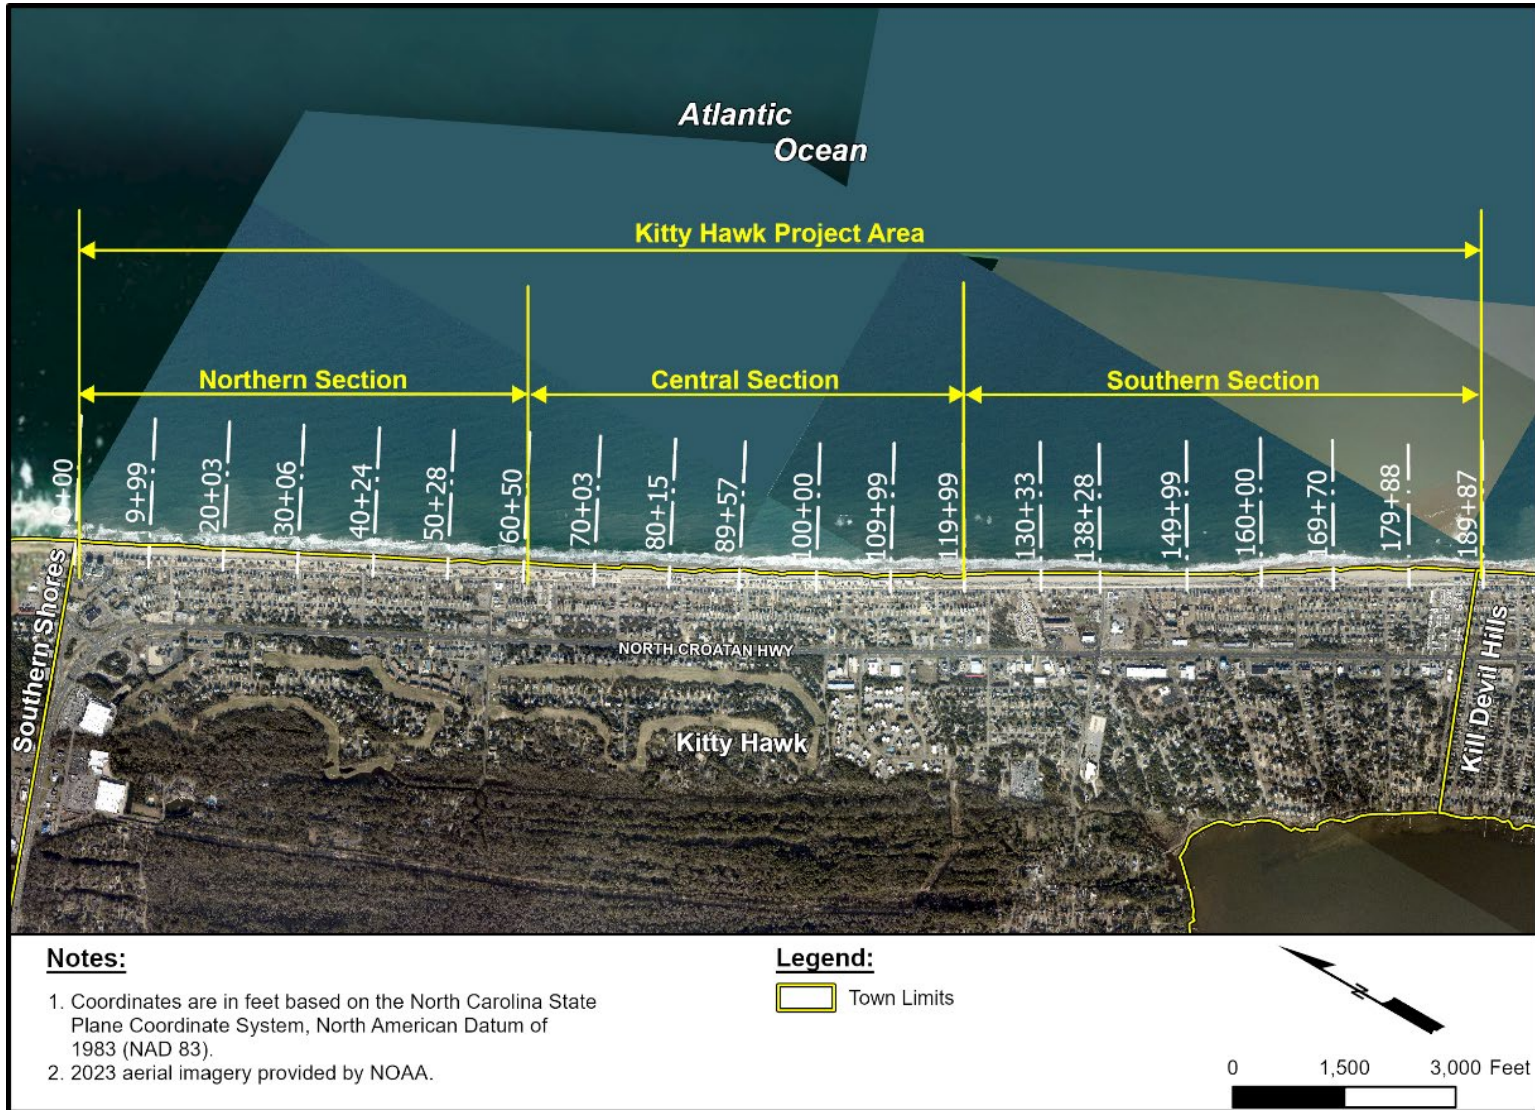 Atlantic
Ocean
Kitty Hawk Project Area
Northern Section
Central Section
Southern Section
0+00
9+99
20+03
30+06
40+24
50+28
60+50
70+03
80+15
89+57
100+00
109+99
119+99
130+33
138+28
149+99
160+00
169+70
179+88
189+87
Southern Shores
NORTH CROATAN HWY
Kitty Hawk
Kill Devil Hills
Notes:
1. Coordinates are in feet based on the North Carolina State
Plane Coordinate System, North American Datum of
1983 (NAD 83).
2. 2023 aerial imagery provided by NOAA.
Legend:
Town Limits
N
0 1,500 3,000 Feet